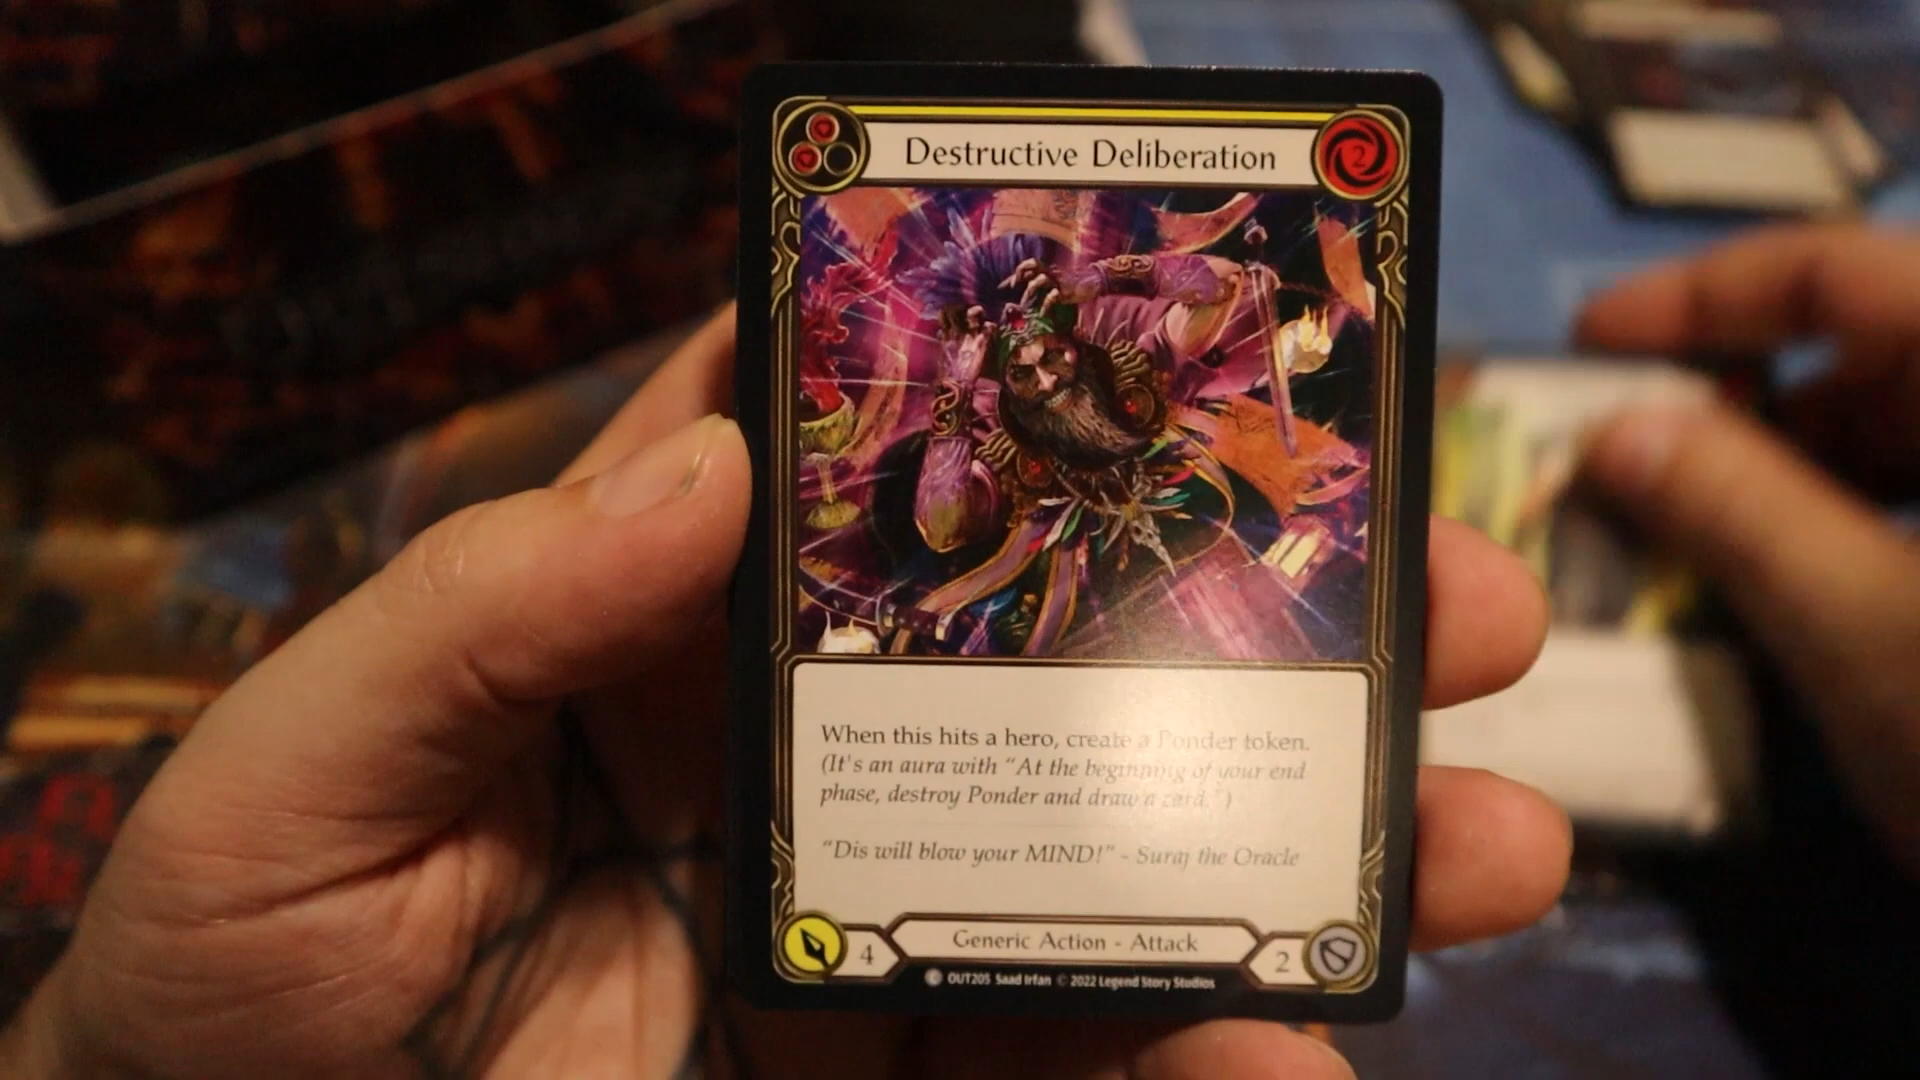 Destructive Deliberation
2
When this hits a hero, create a Ponder token.
(It's an aura with “At the beginning of your end
phase, destroy Ponder and draw a card.”)
“Dis will blow your MIND!” - Suraj the Oracle
4
Generic Action - Attack
2
C OUT205 Saad Irfan © 2022 Legend Story Studios